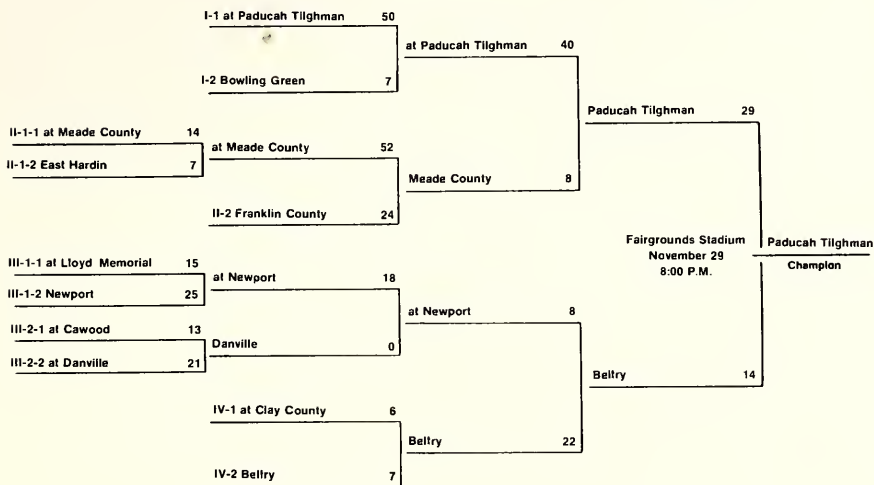 I-1 at Paducah Tilghman 50
at Paducah Tilghman 40
I-2 Bowling Green 7
Paducah Tilghman 29
II-1-1 at Meade County 14
at Meade County 52
II-1-2 East Hardin 7
Meade County 8
II-2 Franklin County 24
Fairgrounds Stadium
November 29
8:00 P.M.
Paducah Tilghman
Champion
III-1-1 at Lloyd Memorial 15
at Newport 18
III-1-2 Newport 25
at Newport 8
III-2-1 at Cawood 13
Danville 0
III-2-2 at Danville 21
Belfry 14
IV-1 at Clay County 6
Belfry 22
IV-2 Belfry 7